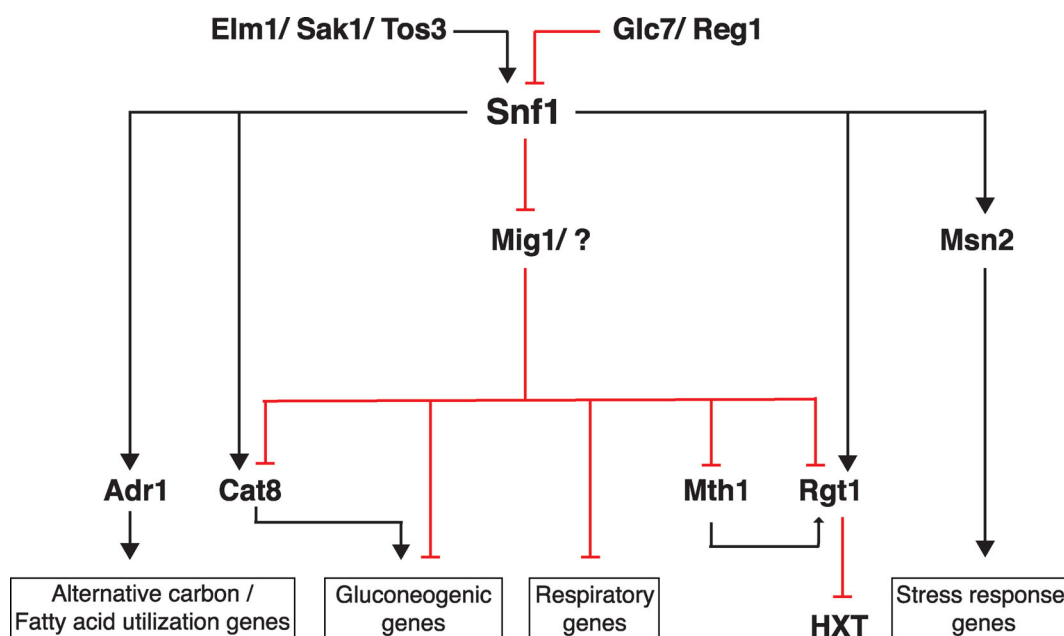 Elm1/ Sak1/ Tos3
Glc7/ Reg1
Snf1
Mig1/ ?
Msn2
Adr1
Cat8
Mth1
Rgt1
Alternative carbon /
Fatty acid utilization genes
Gluconeogenic
genes
Respiratory
genes
HXT
Stress response
genes